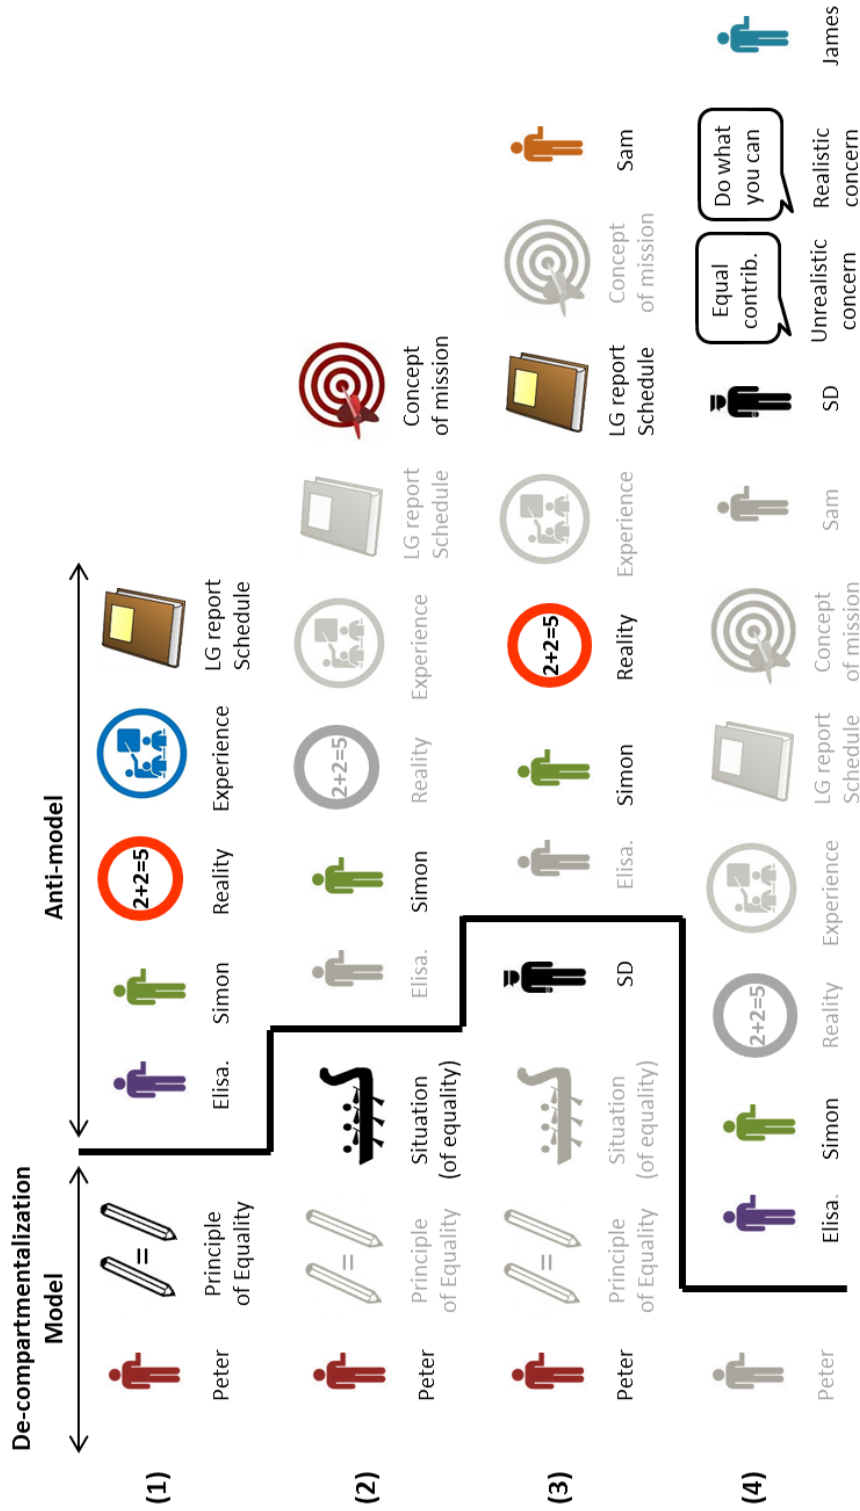 De-compartmentalization
Model
Anti-model
(1)
=
2+2=5
Peter
Principle
of Equality
Elisa.
Simon
Reality
Experience
LG report
Schedule
(2)
=
2+2=5
Peter
Principle
of Equality
Situation
(of equality)
Elisa.
Simon
Reality
Experience
LG report
Schedule
Concept
of mission
(3)
=
2+2=5
Peter
Principle
of Equality
Situation
(of equality)
SD
Elisa.
Simon
Reality
Experience
LG report
Schedule
Concept
of mission
Sam
(4)
2+2=5
Equal
contrib.
Do what
you can
Peter
Elisa.
Simon
Reality
Experience
LG report
Schedule
Concept
of mission
Sam
SD
Unrealistic
concern
Realistic
concern
James